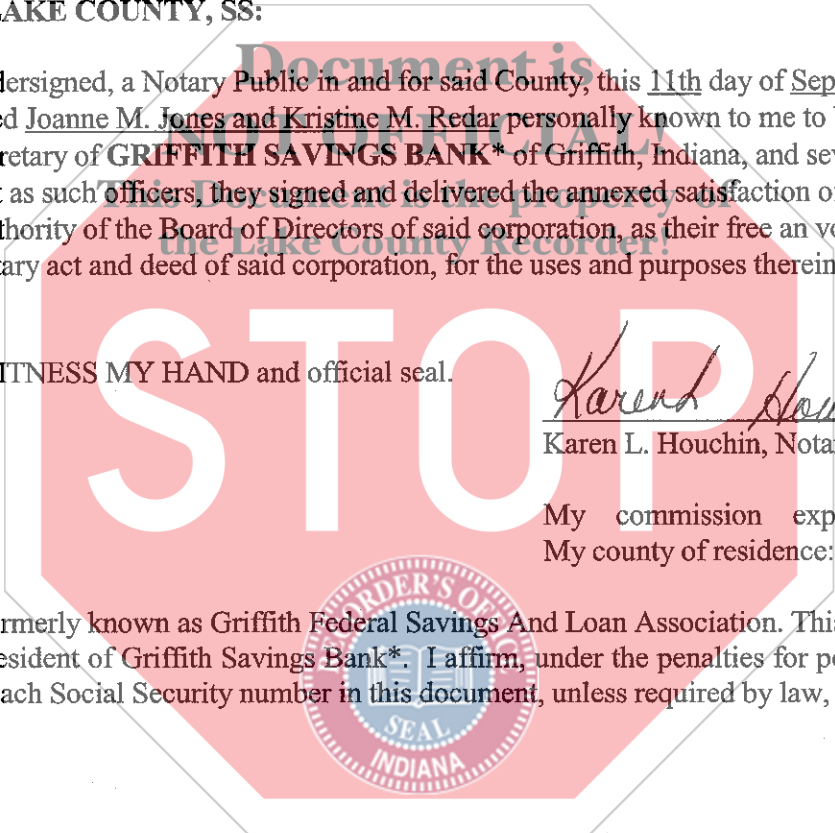 LAKE COUNTY, SS:
Document is
dersigned, a Notary Public in and for said County, this 11th day of Sep
NOT OFFICIAL!
ed Joanne M. Jones and Kristine M. Redar personally known to me to
retary of GRIFFITH SAVINGS BANK* of Griffith, Indiana, and sev
This Document is the property of
t as such officers, they signed and delivered the annexed satisfaction o
thority of the Board of Directors of said corporation, as their free an vo
the Lake County Recorder!
tary act and deed of said corporation, for the uses and purposes therein
STOP
ITNESS MY HAND and official seal.
Karen L. Houchin, Nota
My commission exp
My county of residence:
RECORDER'S OFFICE
rmerly known as Griffith Federal Savings And Loan Association. This
esident of Griffith Savings Bank*. I affirm, under the penalties for pe
ach Social Security number in this document, unless required by law,
SEAL
INDIANA